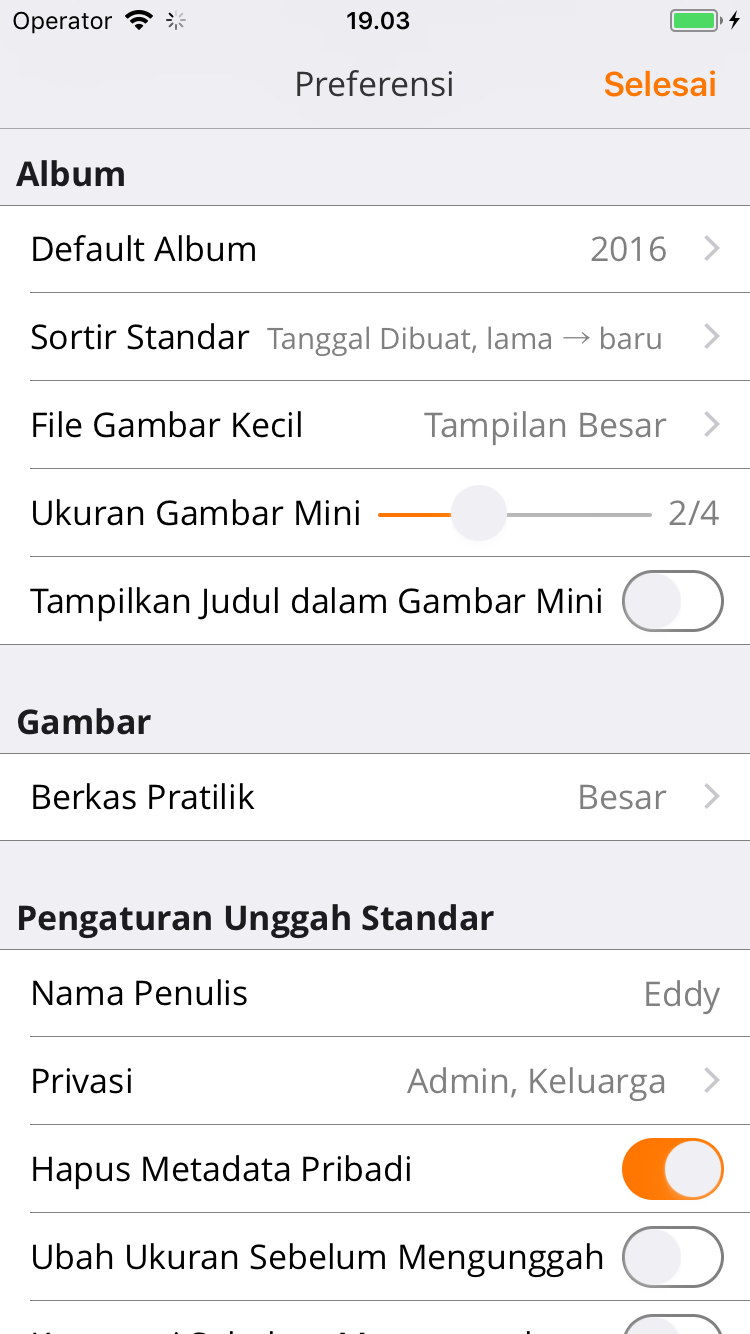 Operator 19.03
Preferensi Selesai
Album
Default Album 2016
Sortir Standar Tanggal Dibuat, lama → baru
File Gambar Kecil Tampilan Besar
Ukuran Gambar Mini 2/4
Tampilkan Judul dalam Gambar Mini
Gambar
Berkas Pratilik Besar
Pengaturan Unggah Standar
Nama Penulis Eddy
Privasi Admin, Keluarga
Hapus Metadata Pribadi
Ubah Ukuran Sebelum Mengunggah